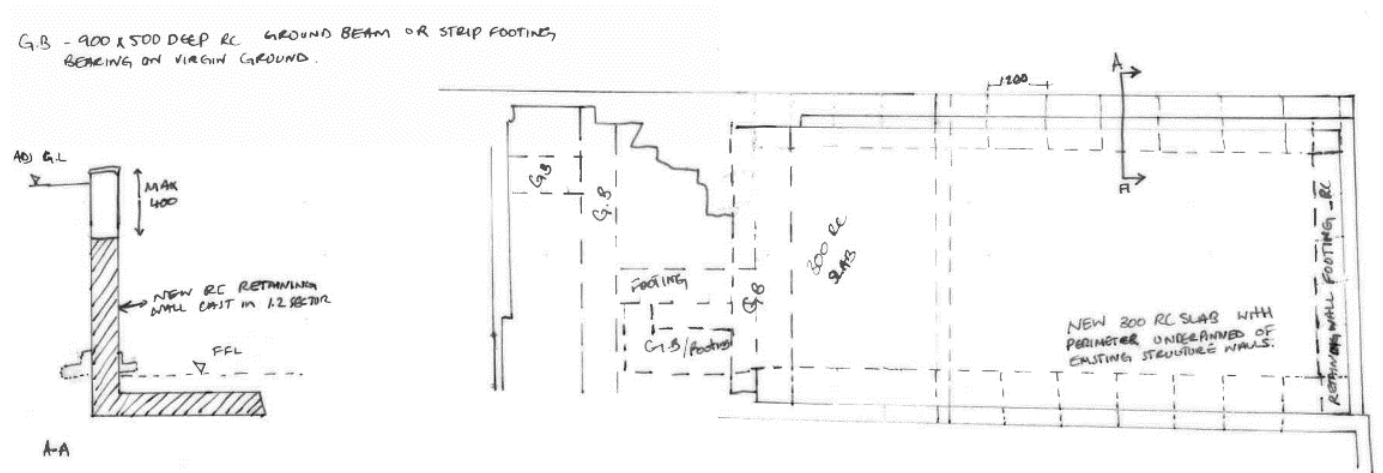 G.B - 900 x 500 DEEP RC GROUND BEAM OR STRIP FOOTING
BEARING ON VIRGIN GROUND.
ADJ G.L
MAX
400
NEW RC RETAINING
WALL CAST IN 1.2 SECTOR
FFL
A-A
GB
G.B
FOOTING
G.B/FOOTING
GB
300 RC
SLAB
1200
A
A
NEW 300 RC SLAB WITH
PERIMETER UNDERPINNED OF
EXISTING STRUCTURE WALLS.
RETAINING WALL FOOTING - RC